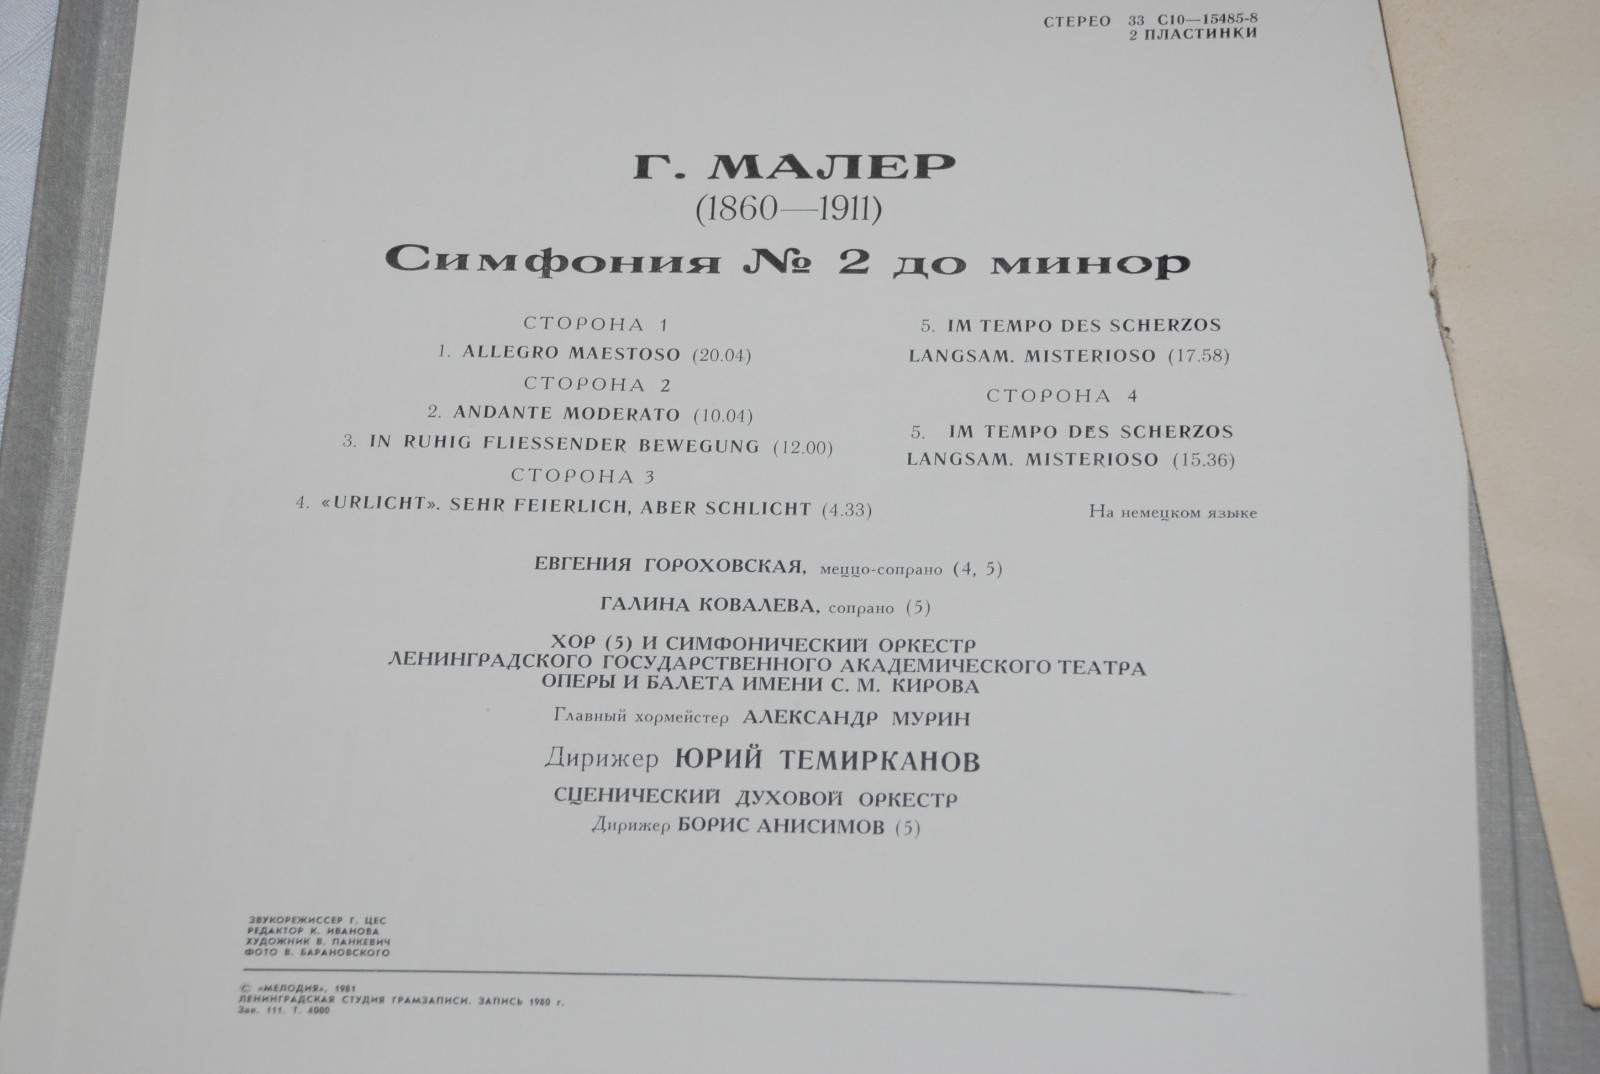 СТЕРЕО 33 С10—15485-8
2 ПЛАСТИНКИ
Г. МАЛЕР
(1860—1911)
Симфония № 2 до минор
СТОРОНА 1
1. ALLEGRO MAESTOSO (20.04)
СТОРОНА 2
2. ANDANTE MODERATO (10.04)
3. IN RUHIG FLIESSENDER BEWEGUNG (12.00)
СТОРОНА 3
4. «URLICHT». SEHR FEIERLICH, ABER SCHLICHT (4.33)
5. IM TEMPO DES SCHERZOS
LANGSAM. MISTERIOSO (17.58)
СТОРОНА 4
5. IM TEMPO DES SCHERZOS
LANGSAM. MISTERIOSO (15.36)
На немецком языке
ЕВГЕНИЯ ГОРОХОВСКАЯ, меццо-сопрано (4, 5)
ГАЛИНА КОВАЛЕВА, сопрано (5)
ХОР (5) И СИМФОНИЧЕСКИЙ ОРКЕСТР
ЛЕНИНГРАДСКОГО ГОСУДАРСТВЕННОГО АКАДЕМИЧЕСКОГО ТЕАТРА
ОПЕРЫ И БАЛЕТА ИМЕНИ С. М. КИРОВА
Главный хормейстер АЛЕКСАНДР МУРИН
Дирижер ЮРИЙ ТЕМИРКАНОВ
СЦЕНИЧЕСКИЙ ДУХОВОЙ ОРКЕСТР
Дирижер БОРИС АНИСИМОВ (5)
ЗВУКОРЕЖИССЕР Г. ЦЕС
РЕДАКТОР К. ИВАНОВА
ХУДОЖНИК В. ПАНКЕВИЧ
ФОТО В. БАРАНОВСКОГО
© «МЕЛОДИЯ», 1981
ЛЕНИНГРАДСКАЯ СТУДИЯ ГРАМЗАПИСИ. ЗАПИСЬ 1980 г.
Зак. 111. Т. 4000